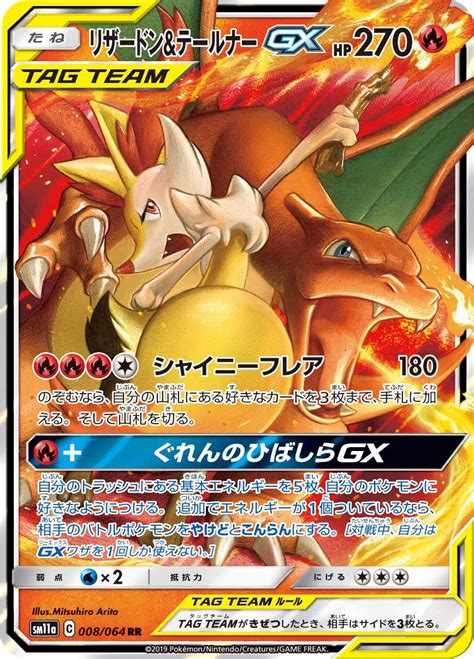 たね リザードン&テールナーGX HP270
TAG TEAM
シャイニーフレア 180
のぞむなら、自分の山札にある好きなカードを3枚まで、手札に加
える。そして山札を切る。
+ ぐれんのひばしらGX
自分のトラッシュにある基本エネルギーを5枚、自分のポケモンに
好きなようにつける。追加でエネルギーが1個ついているなら、
相手のバトルポケモンをやけどとこんらんにする。[対戦中、自分は
GXワザを1回しか使えない。]
弱点 ×2 抵抗力 にげる
Illus.Mitsuhiro Arita
TAG TEAM ルール
sm11a C 008/064 RR
TAG TEAMがきぜつしたとき、相手はサイドを3枚とる。
©2019 Pokémon/Nintendo/Creatures/GAME FREAK.